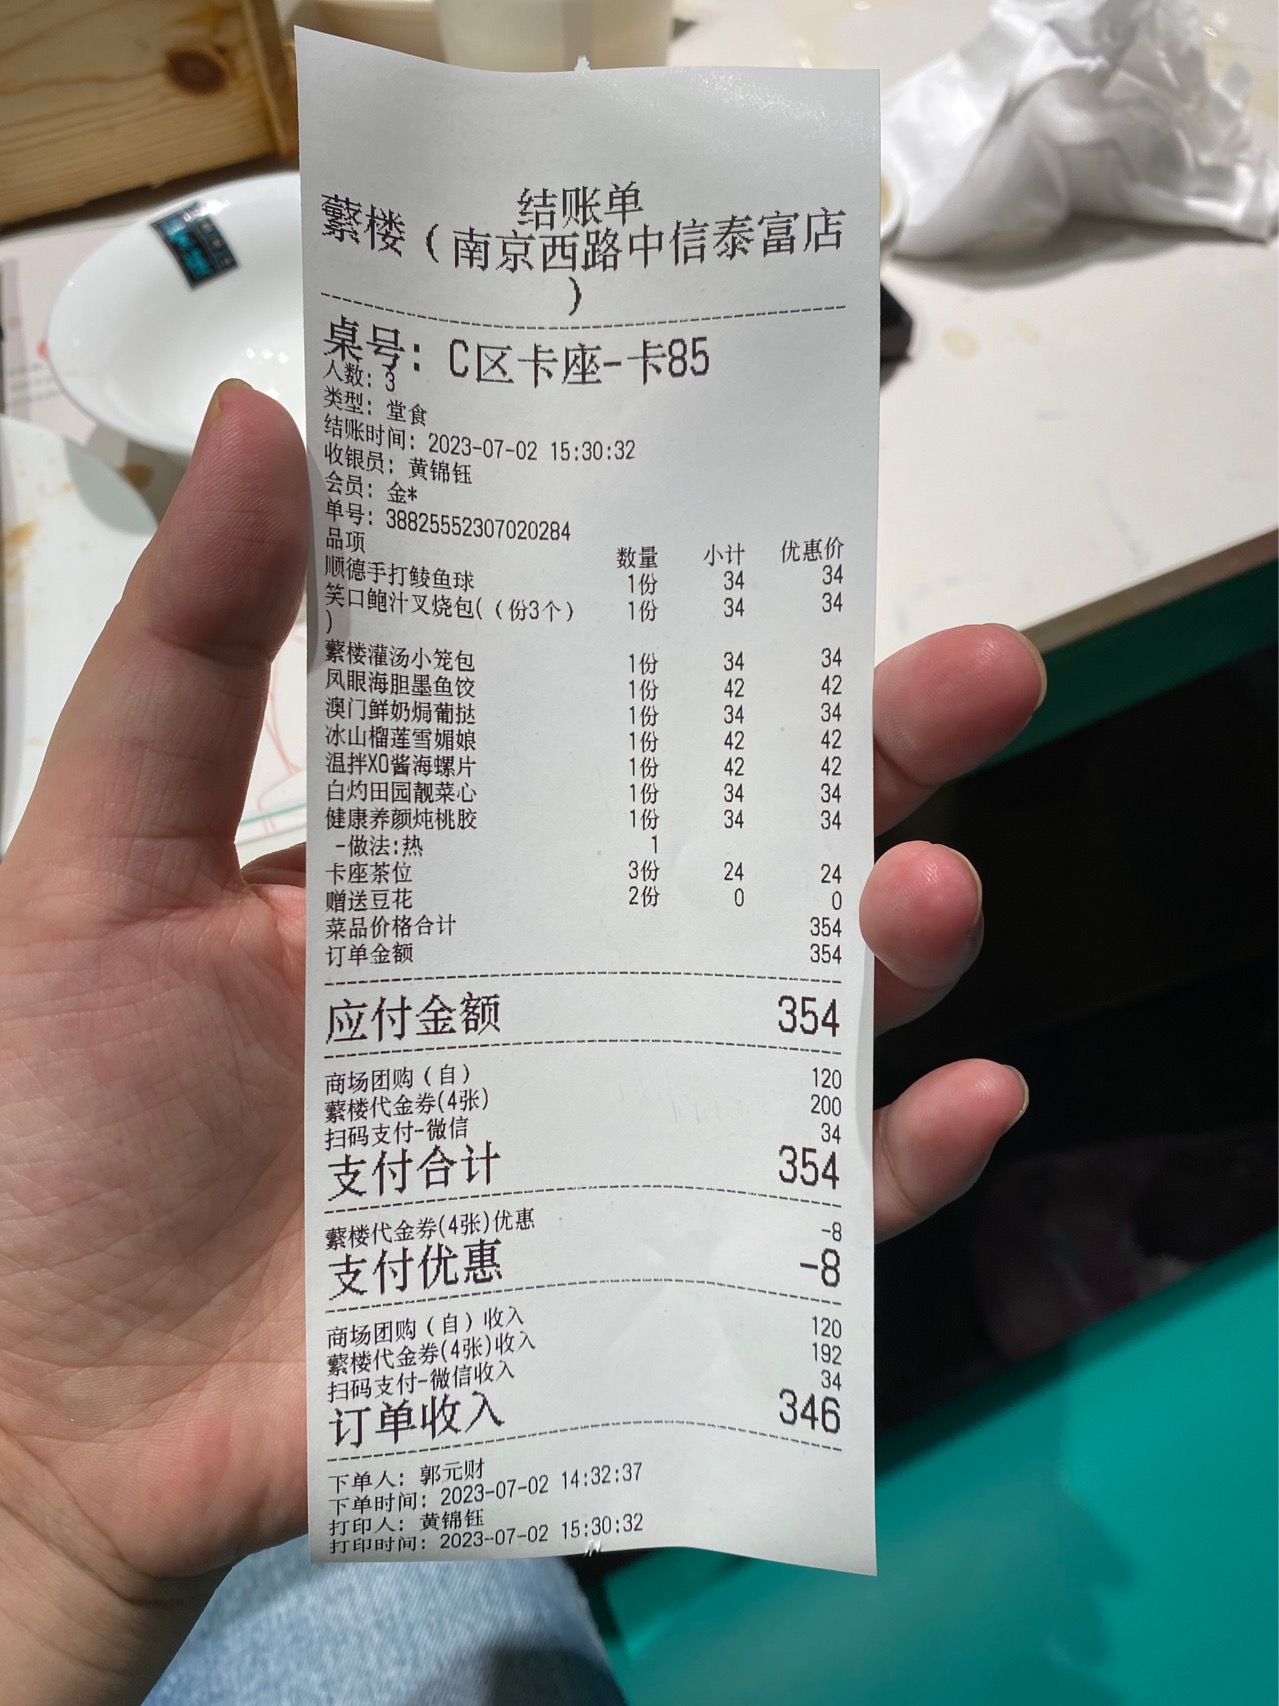 结账单
蘩楼（南京西路中信泰富店
）
桌号：C区卡座-卡85
人数：3
类型：堂食
结账时间：2023-07-02 15:30:32
收银员：黄锦钰
会员：金*
单号：38825552307020284
品项 数量 小计 优惠价
顺德手打鲮鱼球 1份 34 34
笑口鲍汁叉烧包(（份3个） 1份 34 34
)
蘩楼灌汤小笼包 1份 34 34
凤眼海胆墨鱼饺 1份 42 42
澳门鲜奶焗葡挞 1份 34 34
冰山榴莲雪媚娘 1份 42 42
温拌XO酱海螺片 1份 42 42
白灼田园靓菜心 1份 34 34
健康养颜炖桃胶 1份 34 34
-做法:热 1
卡座茶位 3份 24 24
赠送豆花 2份 0 0
菜品价格合计 354
订单金额 354
应付金额 354
商场团购（自） 120
蘩楼代金券(4张) 200
扫码支付-微信 34
支付合计 354
蘩楼代金券(4张)优惠 -8
支付优惠 -8
商场团购（自）收入 120
蘩楼代金券(4张)收入 192
扫码支付-微信收入 34
订单收入 346
下单人：郭元财
下单时间：2023-07-02 14:32:37
打印人：黄锦钰
打印时间：2023-07-02 15:30:32